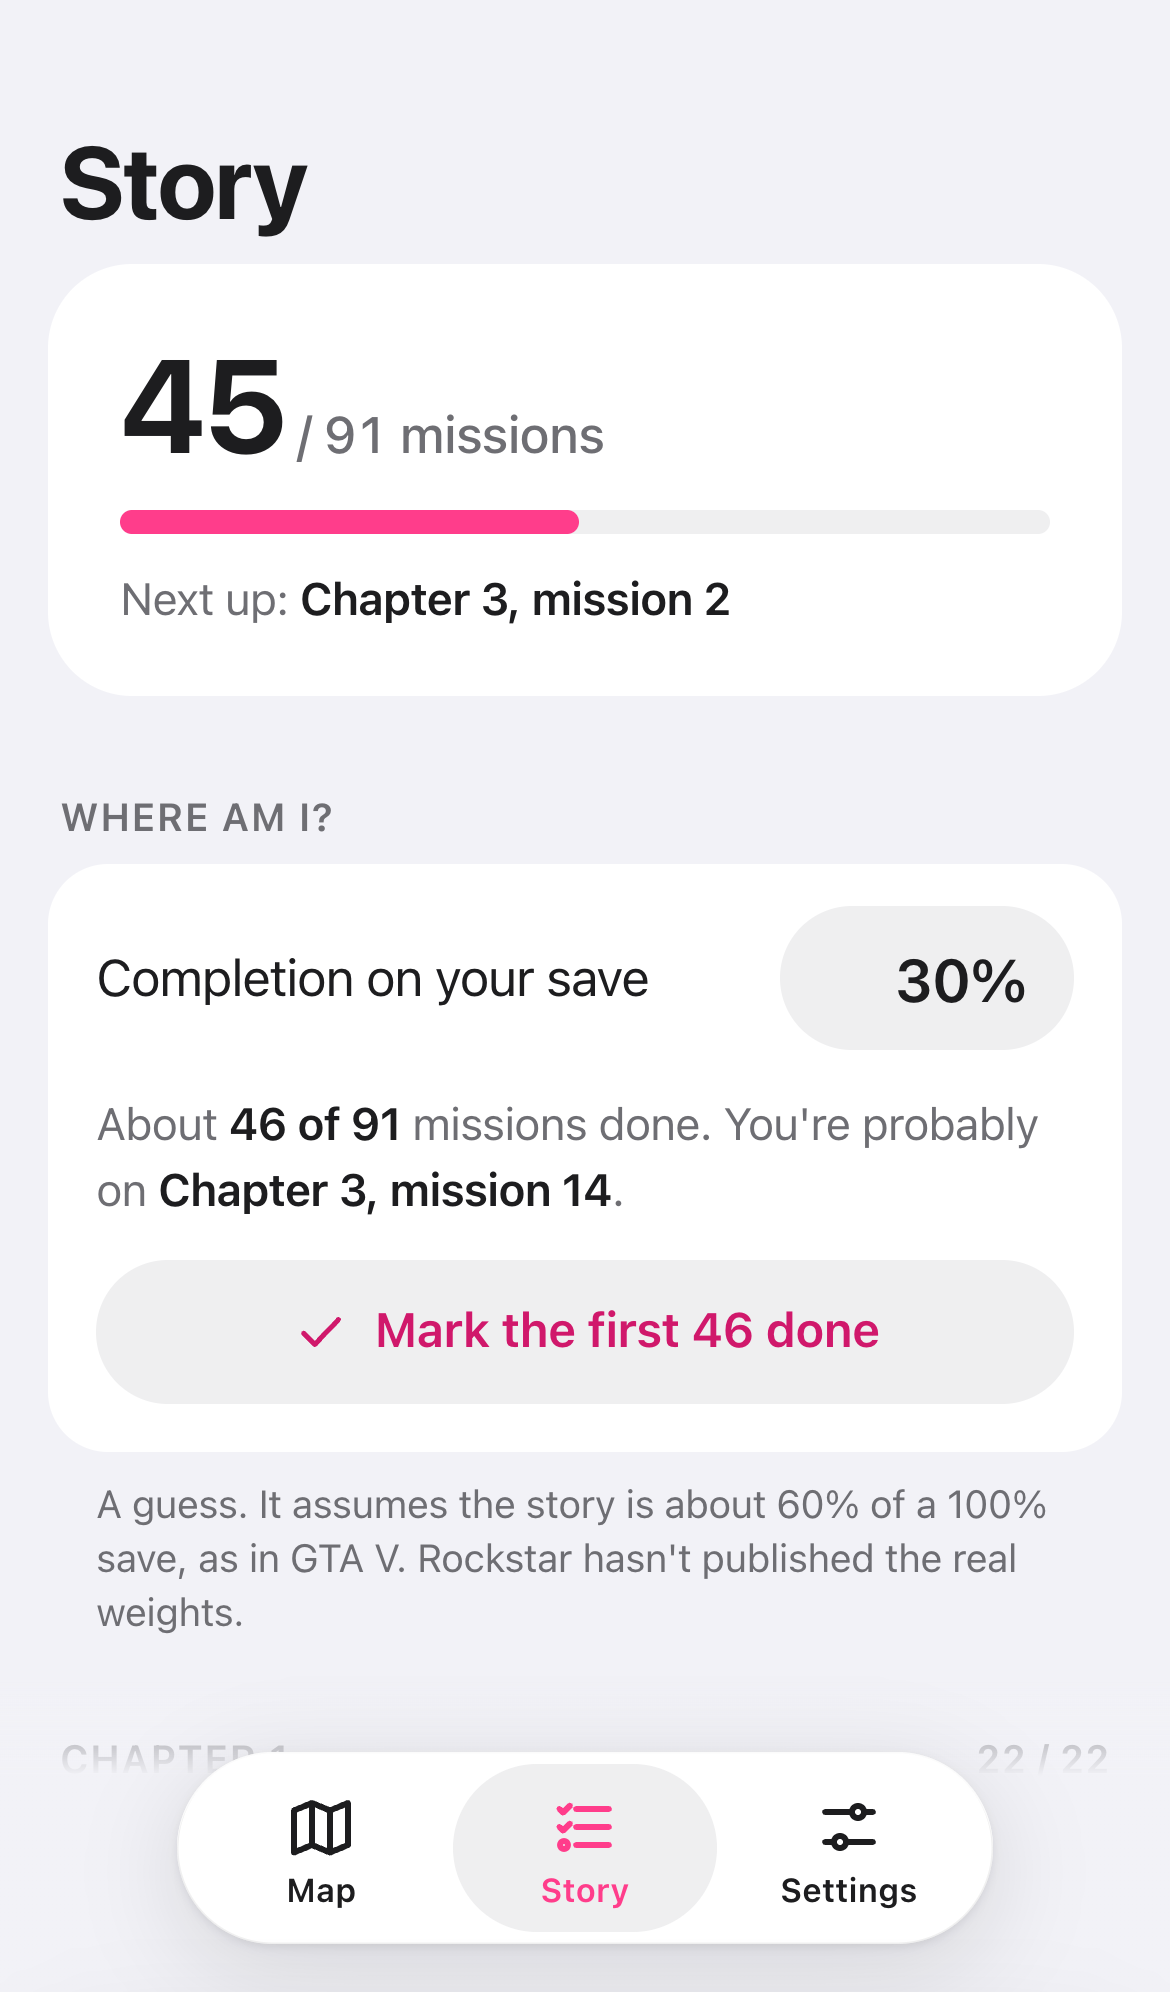 Story
45 / 91 missions
Next up: Chapter 3, mission 2
WHERE AM I?
Completion on your save
30%
About 46 of 91 missions done. You're probably
on Chapter 3, mission 14.
Mark the first 46 done
A guess. It assumes the story is about 60% of a 100%
save, as in GTA V. Rockstar hasn't published the real
weights.
CHAPTER 1
22 / 22
Map
Story
Settings